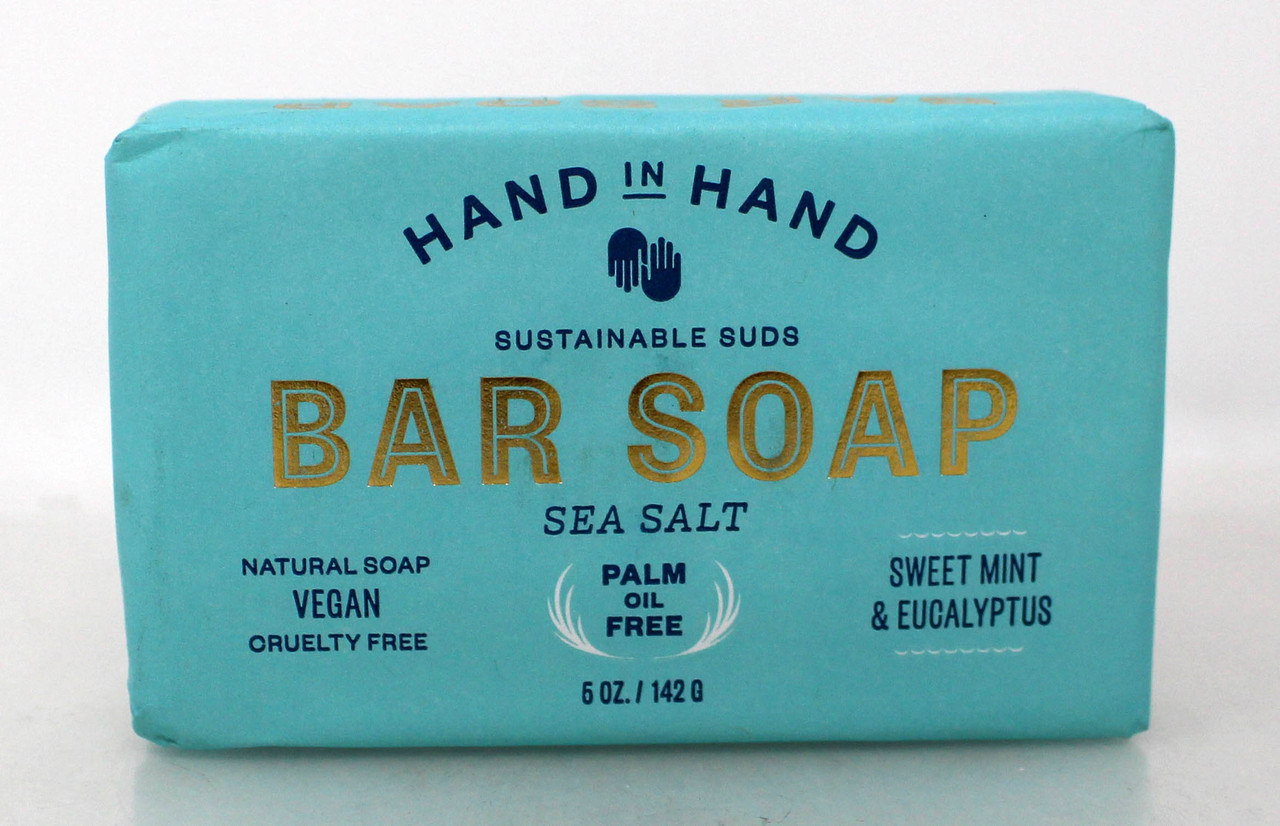 HAND IN HAND
SUSTAINABLE SUDS
BAR SOAP
SEA SALT
NATURAL SOAP
VEGAN
CRUELTY FREE
PALM
OIL
FREE
SWEET MINT
& EUCALYPTUS
5 OZ. / 142 G